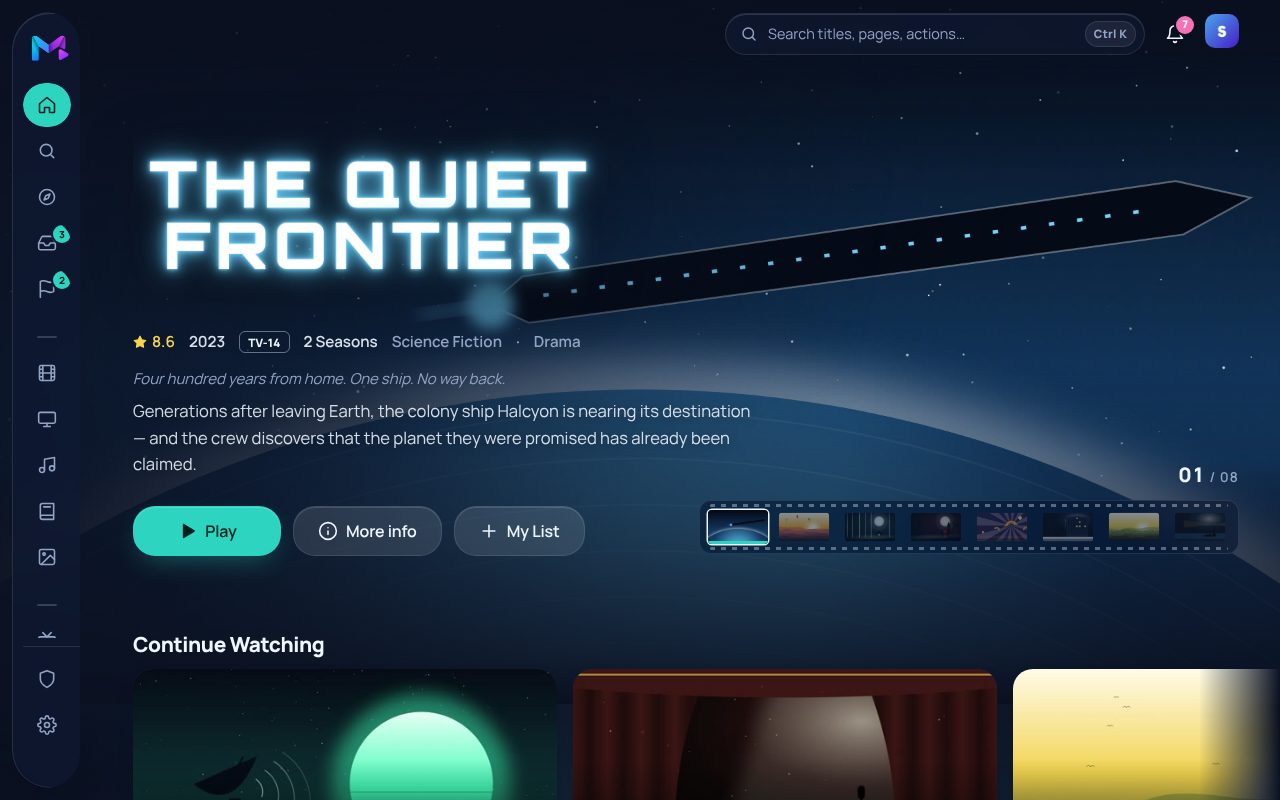 Search titles, pages, actions...
Ctrl K
7
S
3
2
THE QUIET
FRONTIER
8.6 2023 TV-14 2 Seasons Science Fiction · Drama
Four hundred years from home. One ship. No way back.
Generations after leaving Earth, the colony ship Halcyon is nearing its destination
— and the crew discovers that the planet they were promised has already been
claimed.
01 / 08
Play
More info
My List
Continue Watching